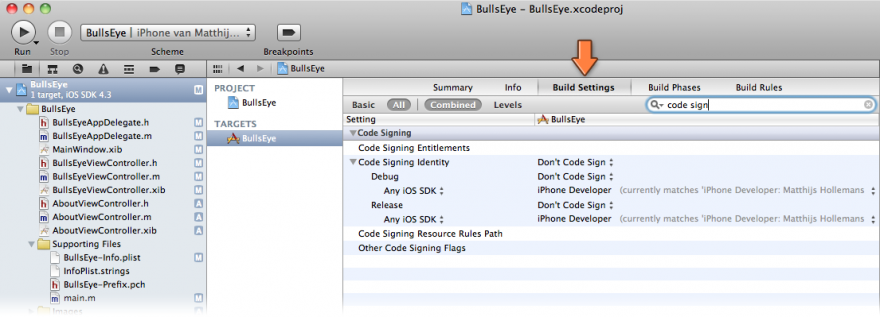 BullsEye – BullsEye.xcodeproj
BullsEye | iPhone van Matthij...
Run Stop Scheme Breakpoints
BullsEye
BullsEye
1 target, iOS SDK 4.3 M
PROJECT
BullsEye
TARGETS
BullsEye
BullsEye
BullsEyeAppDelegate.h M
BullsEyeAppDelegate.m M
MainWindow.xib M
BullsEyeViewController.h M
BullsEyeViewController.m M
BullsEyeViewController.xib M
AboutViewController.h A
AboutViewController.m A
AboutViewController.xib A
Supporting Files
BullsEye-Info.plist M
InfoPlist.strings
BullsEye-Prefix.pch
main.m M
Images
Summary Info Build Settings Build Phases Build Rules
Basic All Combined Levels code sign
Setting BullsEye
Code Signing
Code Signing Entitlements
Code Signing Identity Don't Code Sign
Debug Don't Code Sign
Any iOS SDK iPhone Developer (currently matches 'iPhone Developer: Matthijs Hollemans
Release Don't Code Sign
Any iOS SDK iPhone Developer (currently matches 'iPhone Developer: Matthijs Hollemans
Code Signing Resource Rules Path
Other Code Signing Flags